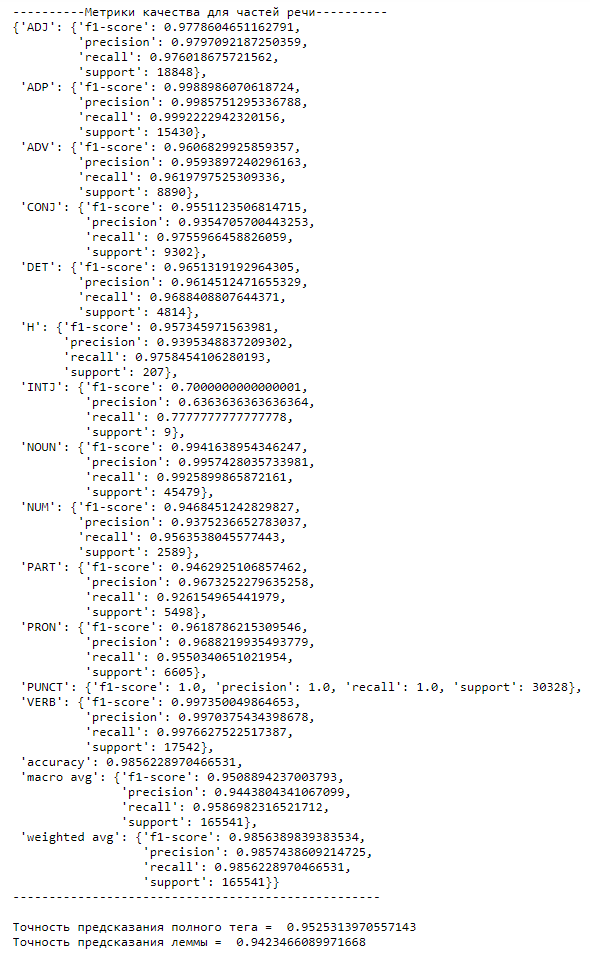 ----------Метрики качества для частей речи----------
{'ADJ': {'f1-score': 0.9778604651162791,
'precision': 0.9797092187250359,
'recall': 0.976018675721562,
'support': 18848},
'ADP': {'f1-score': 0.9988986070618724,
'precision': 0.9985751295336788,
'recall': 0.9992222942320156,
'support': 15430},
'ADV': {'f1-score': 0.9606829925859357,
'precision': 0.9593897240296163,
'recall': 0.9619797525309336,
'support': 8890},
'CONJ': {'f1-score': 0.9551123506814715,
'precision': 0.9354705700443253,
'recall': 0.9755966458826059,
'support': 9302},
'DET': {'f1-score': 0.9651319192964305,
'precision': 0.9614512471655329,
'recall': 0.9688408807644371,
'support': 4814},
'H': {'f1-score': 0.957345971563981,
'precision': 0.9395348837209302,
'recall': 0.9758454106280193,
'support': 207},
'INTJ': {'f1-score': 0.7000000000000001,
'precision': 0.6363636363636364,
'recall': 0.7777777777777778,
'support': 9},
'NOUN': {'f1-score': 0.9941638954346247,
'precision': 0.9957428035733981,
'recall': 0.9925899865872161,
'support': 45479},
'NUM': {'f1-score': 0.9468451242829827,
'precision': 0.9375236652783037,
'recall': 0.9563538045577443,
'support': 2589},
'PART': {'f1-score': 0.9462925106857462,
'precision': 0.9673252279635258,
'recall': 0.926154965441979,
'support': 5498},
'PRON': {'f1-score': 0.9618786215309546,
'precision': 0.9688219935493779,
'recall': 0.9550340651021954,
'support': 6605},
'PUNCT': {'f1-score': 1.0, 'precision': 1.0, 'recall': 1.0, 'support': 30328},
'VERB': {'f1-score': 0.997350049864653,
'precision': 0.9970375434398678,
'recall': 0.9976627522517387,
'support': 17542},
'accuracy': 0.9856228970466531,
'macro avg': {'f1-score': 0.9508894237003793,
'precision': 0.9443804341067099,
'recall': 0.9586982316521712,
'support': 165541},
'weighted avg': {'f1-score': 0.9856389839383534,
'precision': 0.9857438609214725,
'recall': 0.9856228970466531,
'support': 165541}}
---------------------------------------------------
Точность предсказания полного тега =  0.9525313970557143
Точность предсказания леммы =  0.9423466089971668